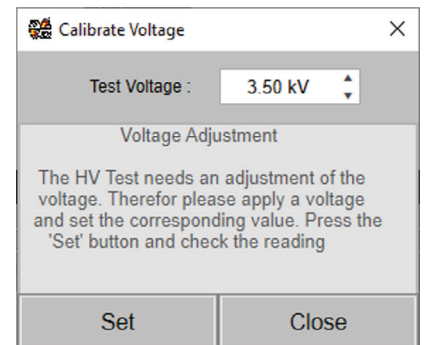 Calibrate Voltage
Test Voltage : 3.50 kV
Voltage Adjustment
The HV Test needs an adjustment of the
voltage. Therefor please apply a voltage
and set the corresponding value. Press the
'Set' button and check the reading
Set Close